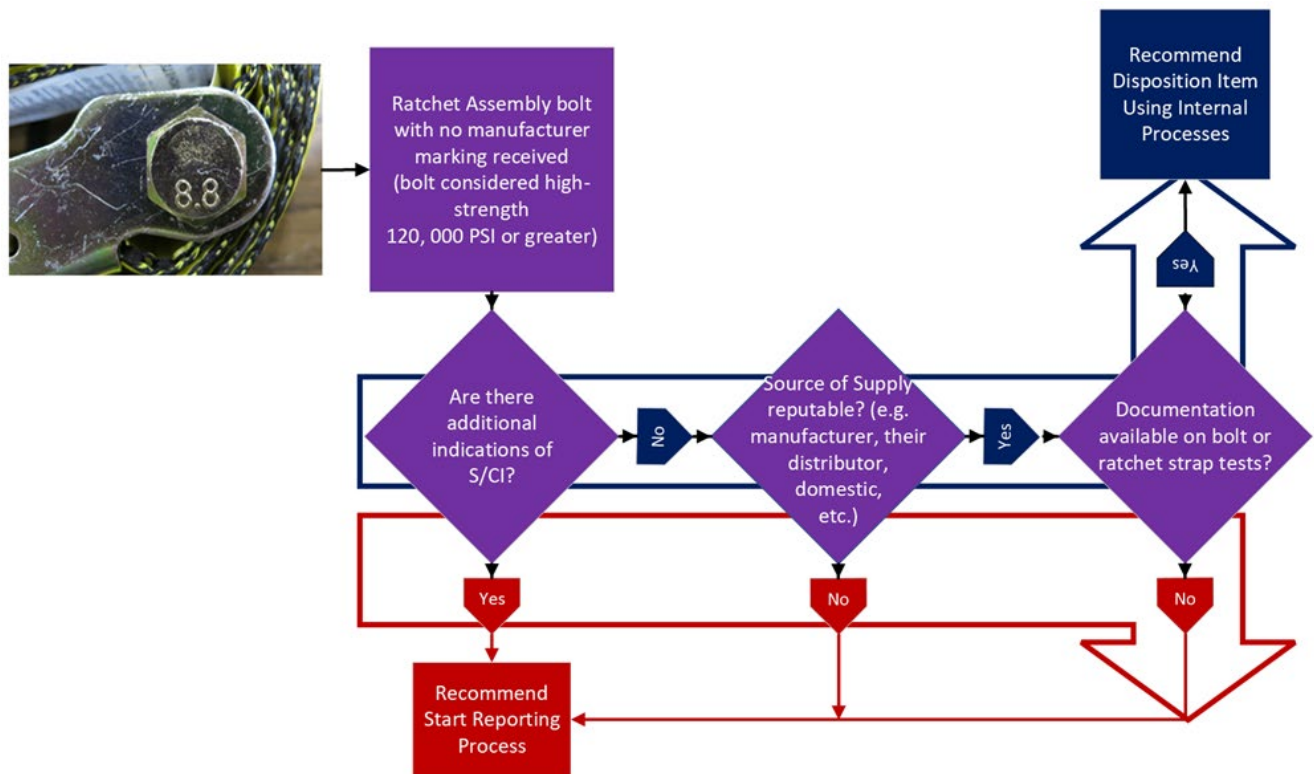 8.8
Ratchet Assembly bolt
with no manufacturer
marking received
(bolt considered high-
strength
120, 000 PSI or greater)
Recommend
Disposition Item
Using Internal
Processes
Yes
Are there
additional
indications of
S/CI?
No
Source of Supply
reputable? (e.g.
manufacturer, their
distributor,
domestic,
etc.)
Yes
Documentation
available on bolt or
ratchet strap tests?
Yes
No
No
Recommend
Start Reporting
Process